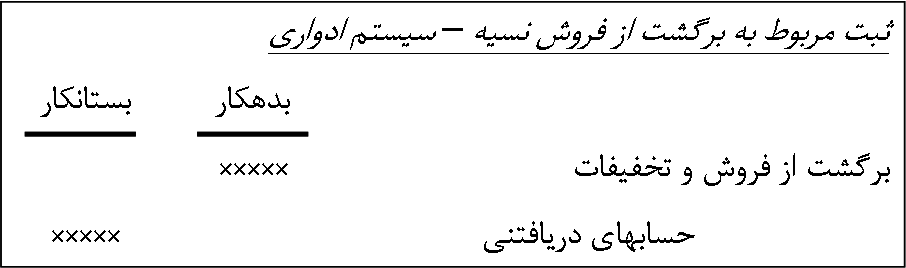 ثبت مربوط به برگشت از فروش نسیه – سیستم ادواری
بدهکار بستانکار
برگشت از فروش و تخفیفات ×××××
حسابهای دریافتنی ×××××